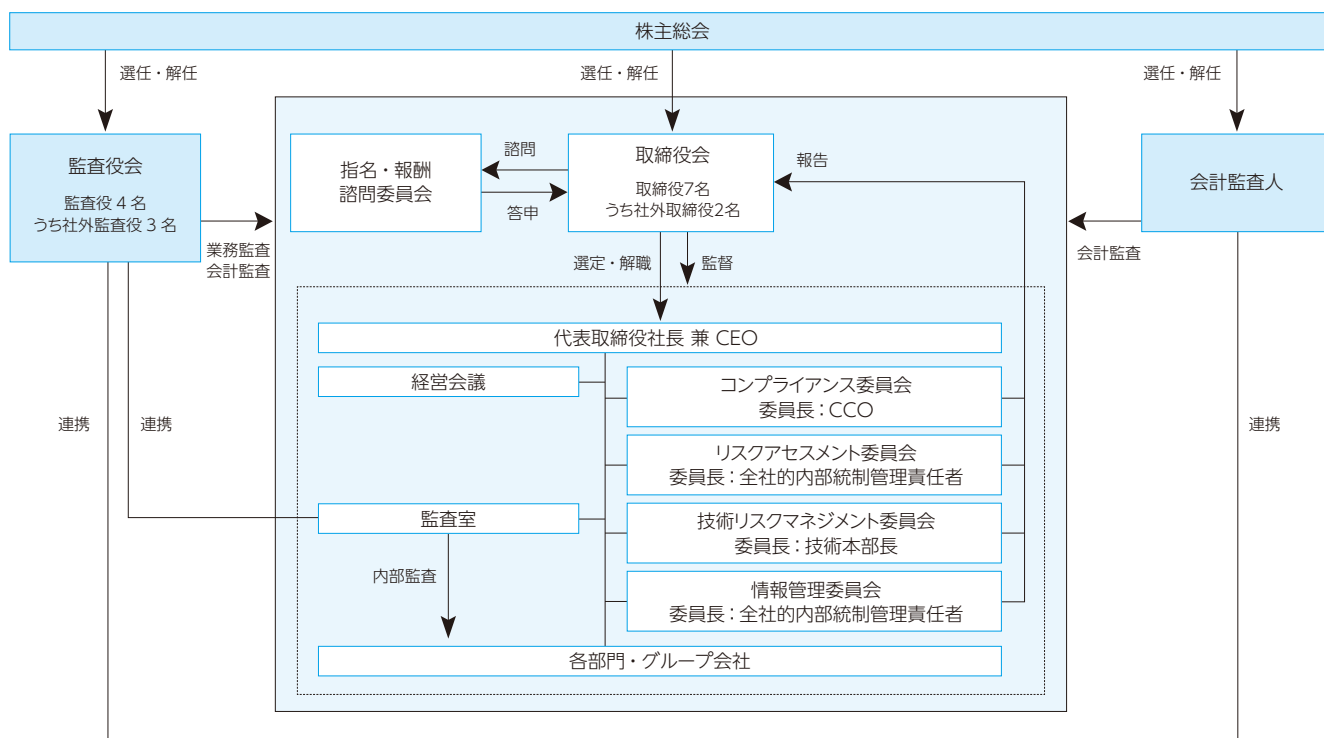 株主総会
選任・解任
選任・解任
選任・解任
監査役会
監査役 4 名
うち社外監査役 3 名
業務監査
会計監査
指名・報酬
諮問委員会
諮問
答申
取締役会
取締役7名
うち社外取締役2名
報告
会計監査人
会計監査
選定・解職
監督
代表取締役社長 兼 CEO
経営会議
コンプライアンス委員会
委員長：CCO
連携
連携
連携
リスクアセスメント委員会
委員長：全社的内部統制管理責任者
監査室
技術リスクマネジメント委員会
委員長：技術本部長
内部監査
情報管理委員会
委員長：全社的内部統制管理責任者
各部門・グループ会社